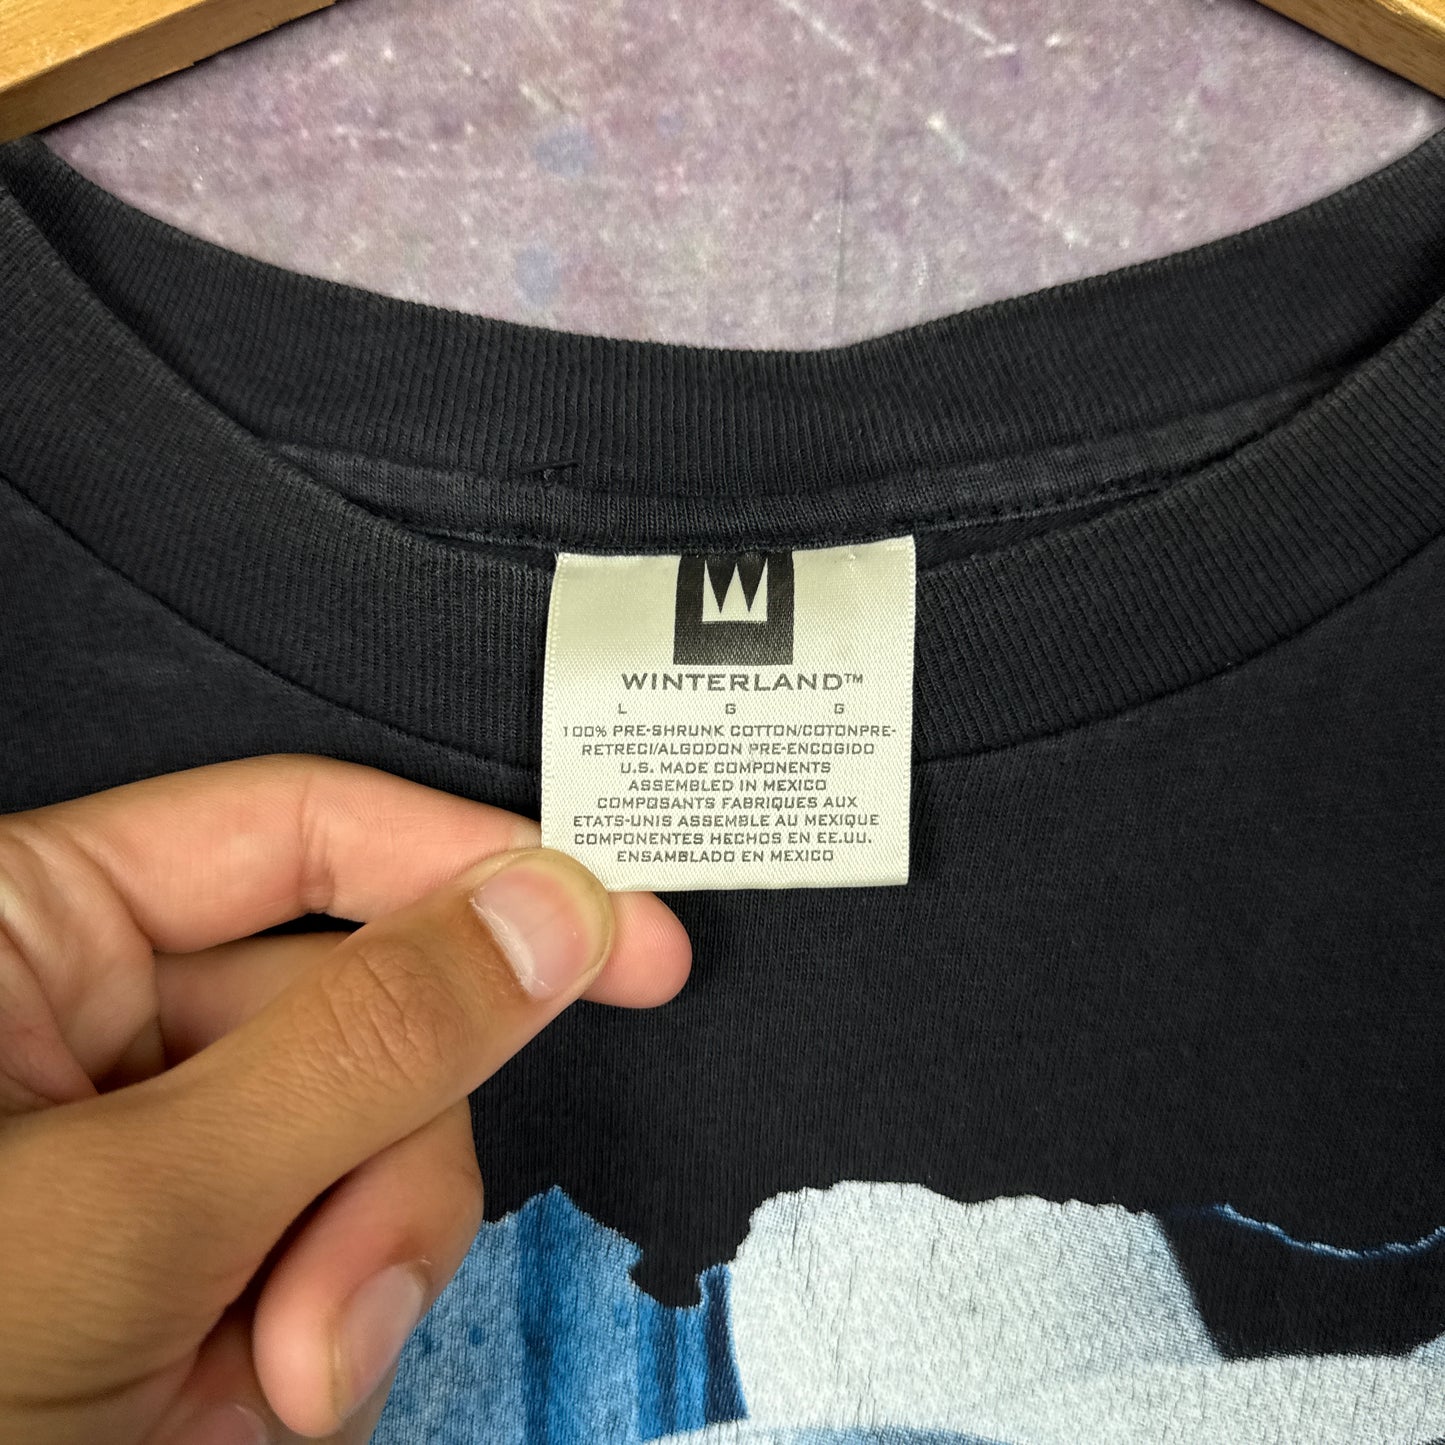 W
WINTERLAND™
L G G
100% PRE-SHRUNK COTTON/COTONPRE-
RETRECI/ALGODON PRE-ENCOGIDO
U.S. MADE COMPONENTS
ASSEMBLED IN MEXICO
COMPOSANTS FABRIQUES AUX
ETATS-UNIS ASSEMBLE AU MEXIQUE
COMPONENTES HECHOS EN EE.UU.
ENSAMBLADO EN MEXICO